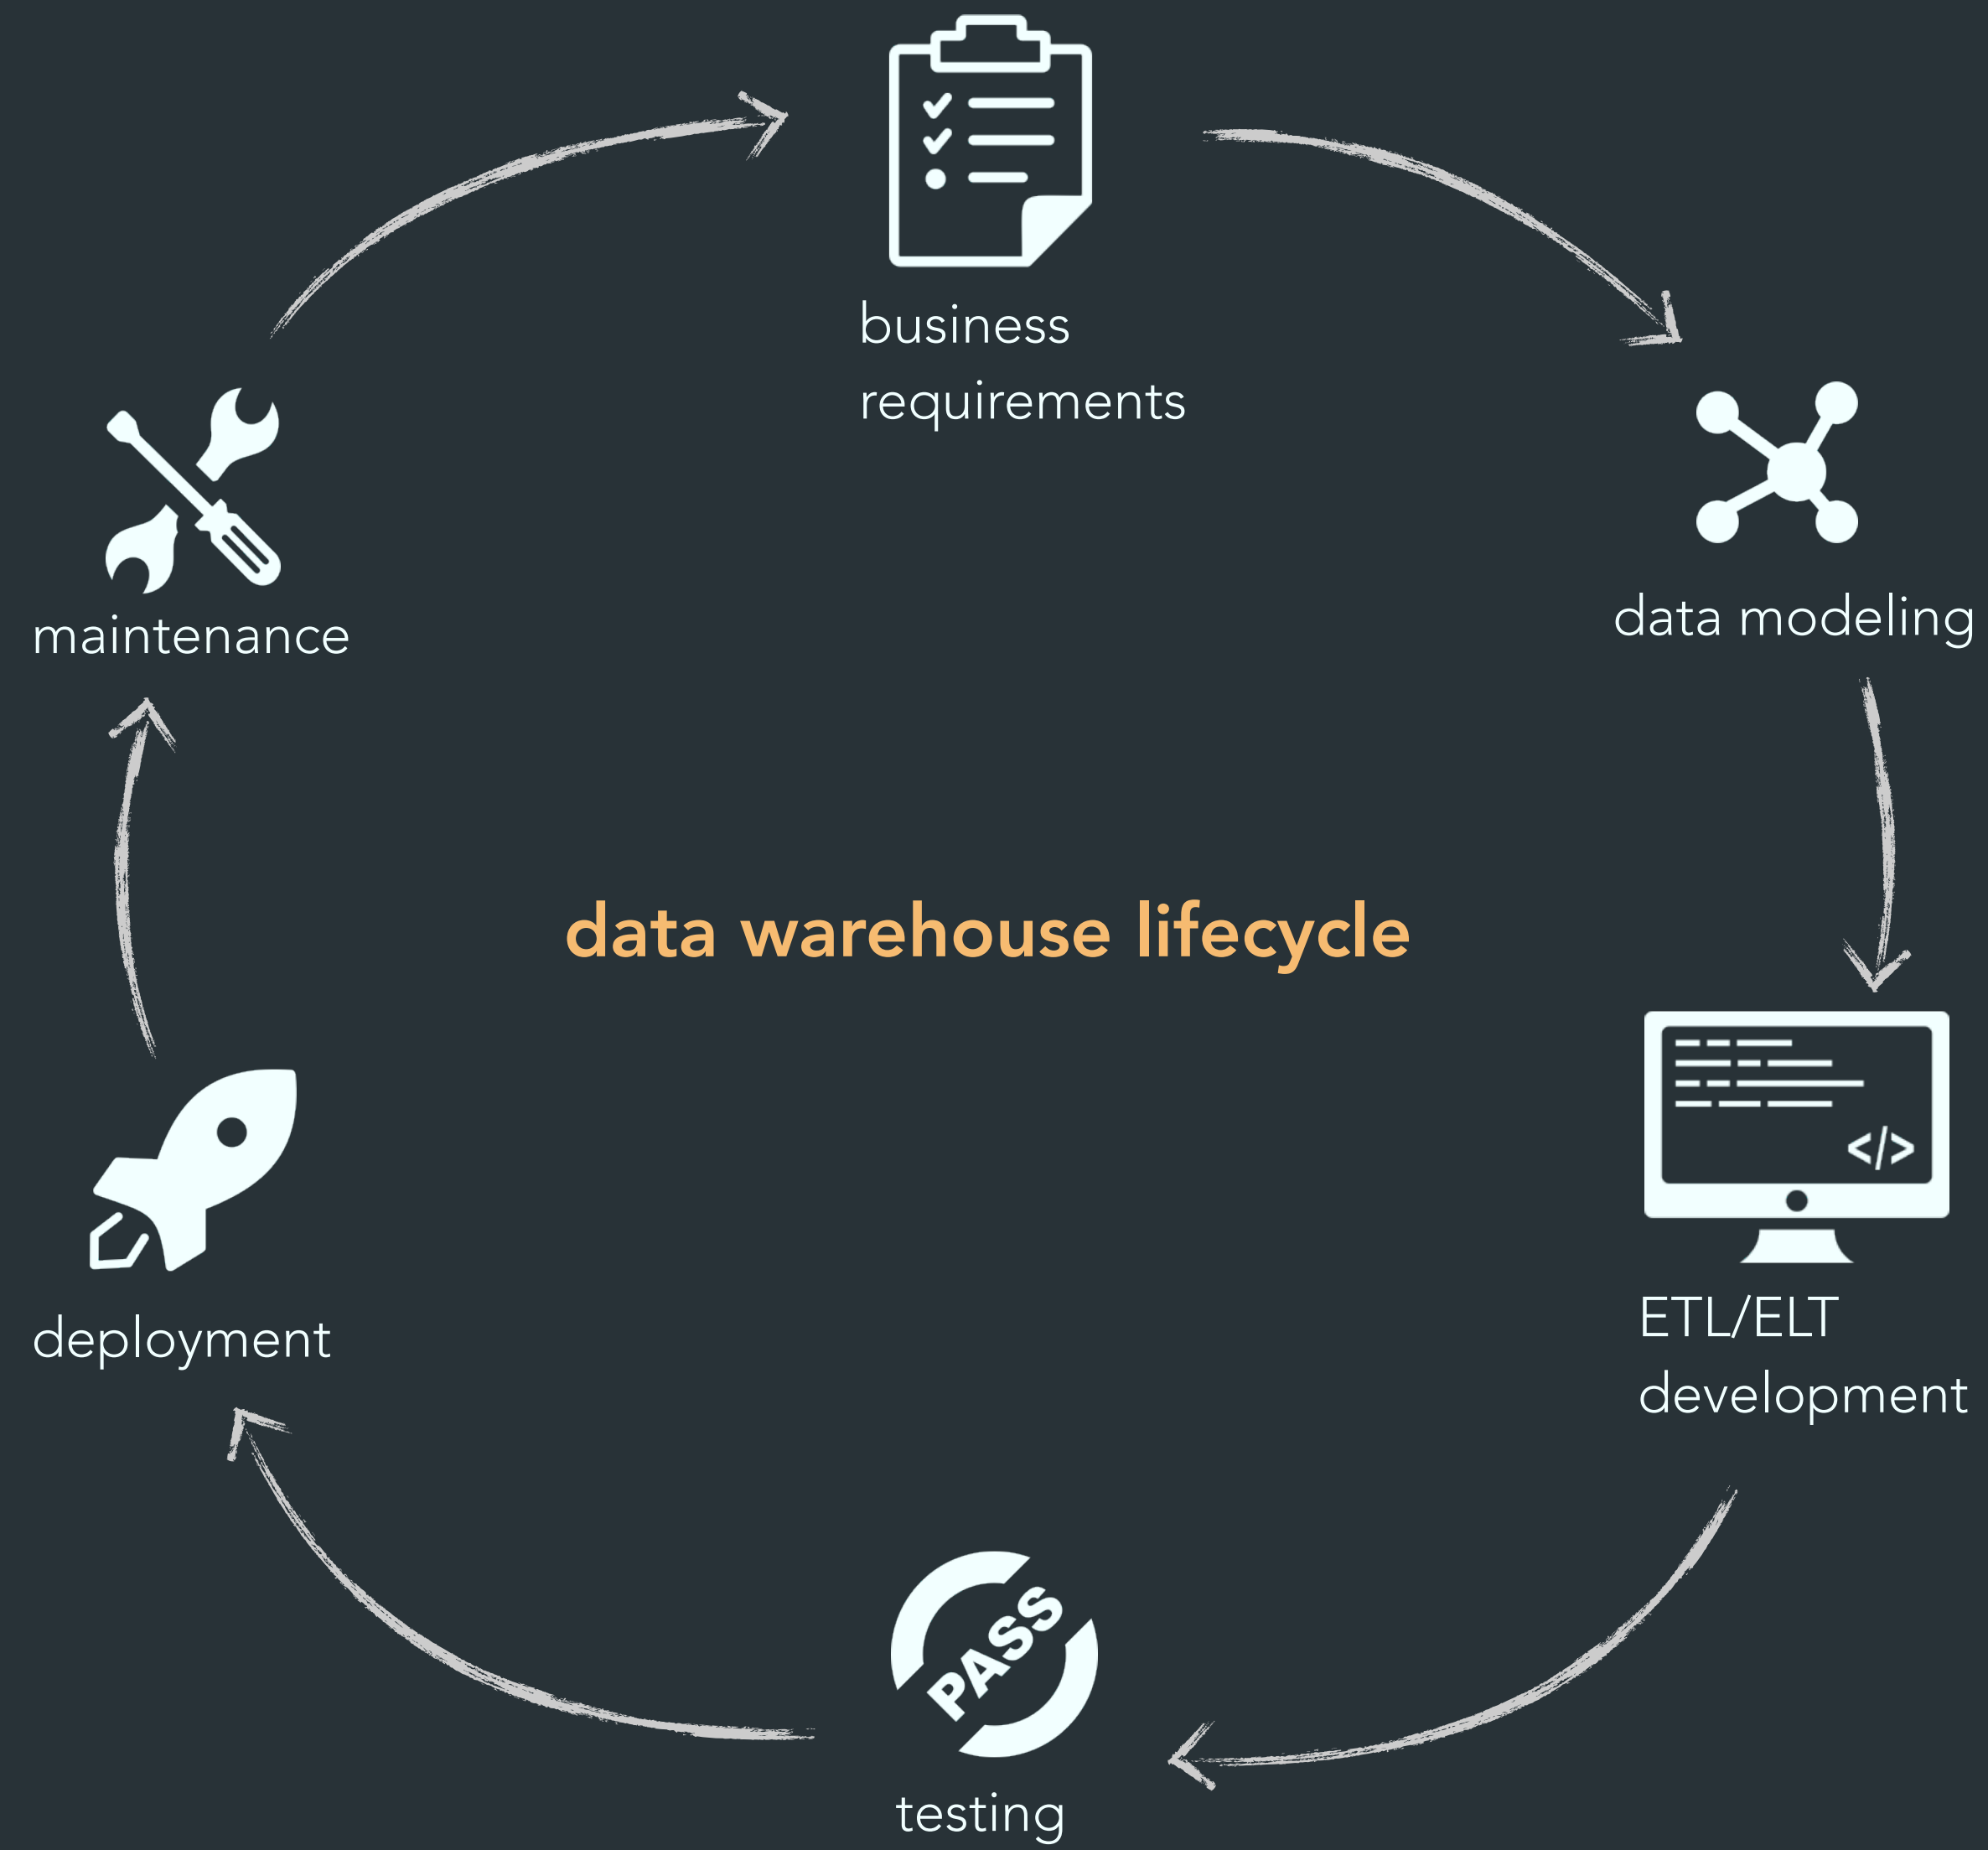 business
requirements
maintenance
data modeling
data warehouse lifecycle
</>
deployment
ETL/ELT
development
PASS
testing